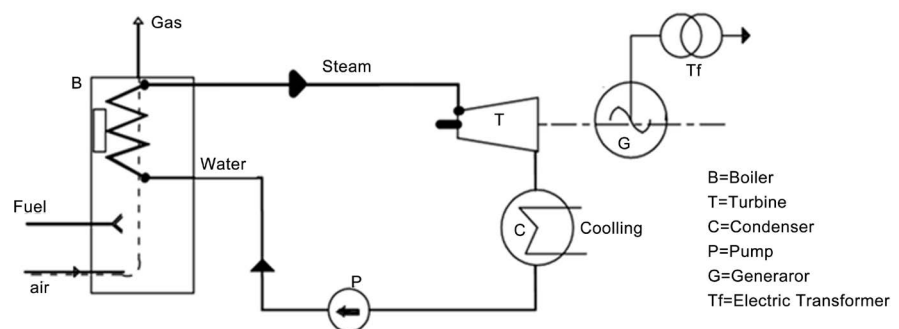 Gas
B
Steam
Tf
T
G
Water
Fuel
C
Coolling
air
P
B=Boiler
T=Turbine
C=Condenser
P=Pump
G=Generaror
Tf=Electric Transformer